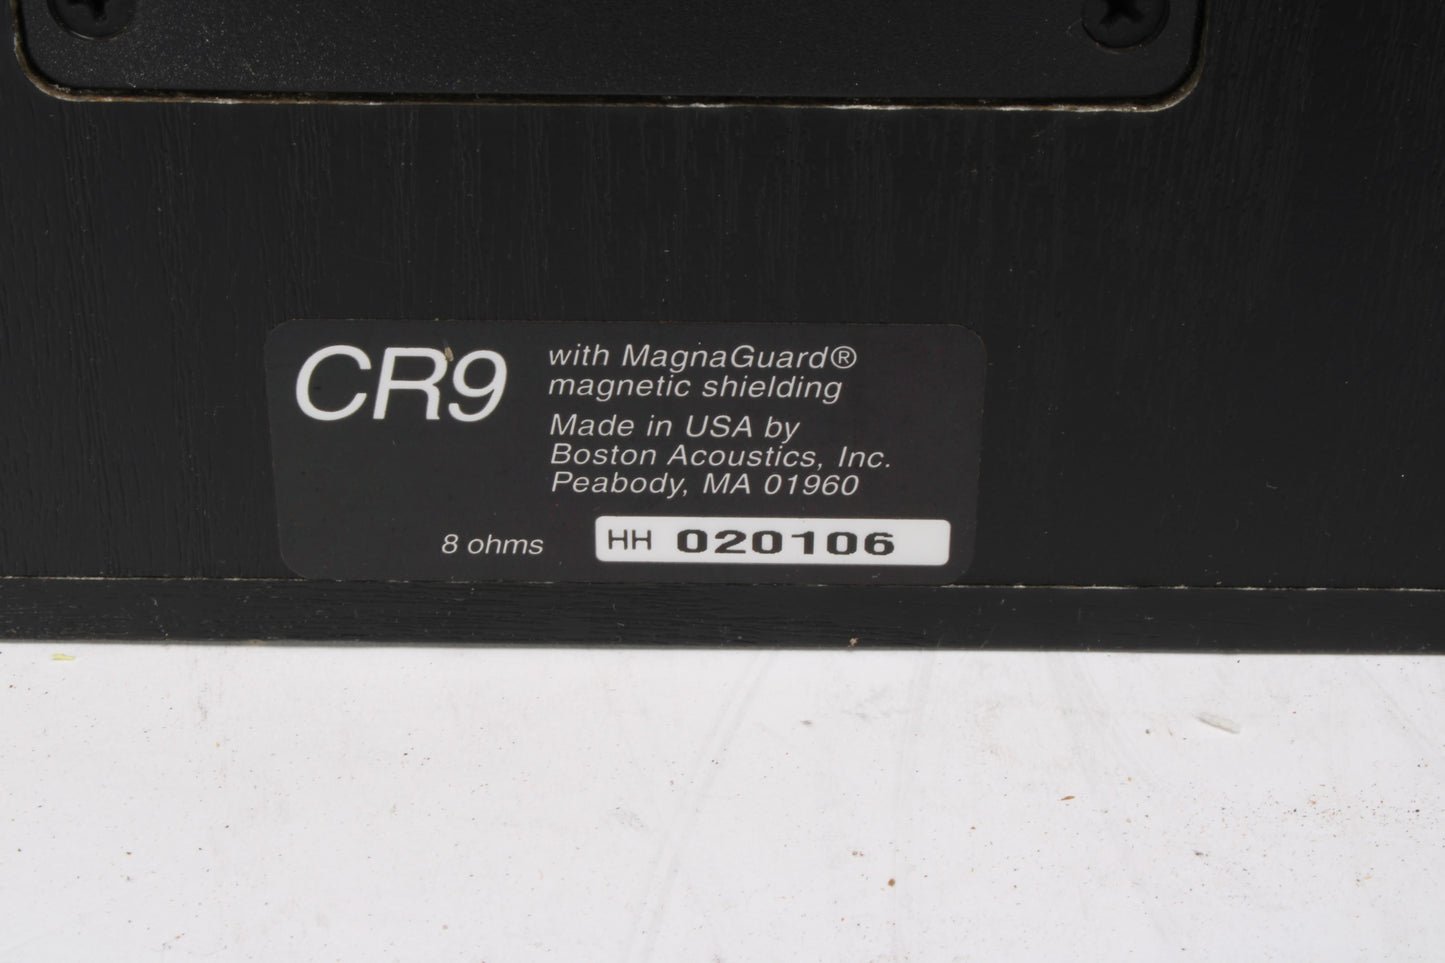 CR9
with MagnaGuard®
magnetic shielding
Made in USA by
Boston Acoustics, Inc.
Peabody, MA 01960
8 ohms
HH 020106